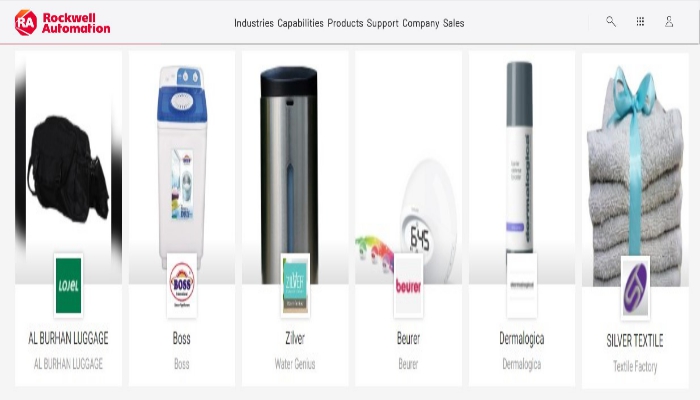 RA Rockwell Automation
Industries Capabilities Products Support Company Sales
645
dermalogica
LOJEL
BOSS
ZILVER
beurer
AL BURHAN LUGGAGE
Boss
Zilver
Beurer
Dermalogica
SILVER TEXTILE
AL BURHAN LUGGAGE
Boss
Water Genius
Beurer
Dermalogica
Textile Factory